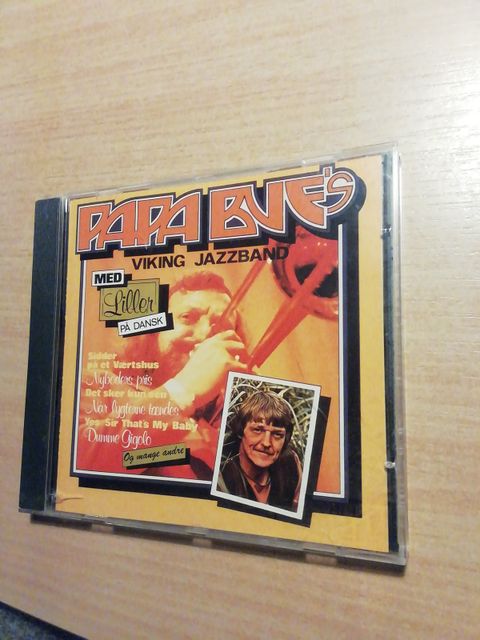 PAPA BUE'S
VIKING JAZZBAND
MED
Liller
PÅ DANSK
Sidder
på et Værtshus
Nyboders pris
Det sker kun een
Når lygterne tændes
Yes Sir That's My Baby
Dumme Gigolo
Og mange andre